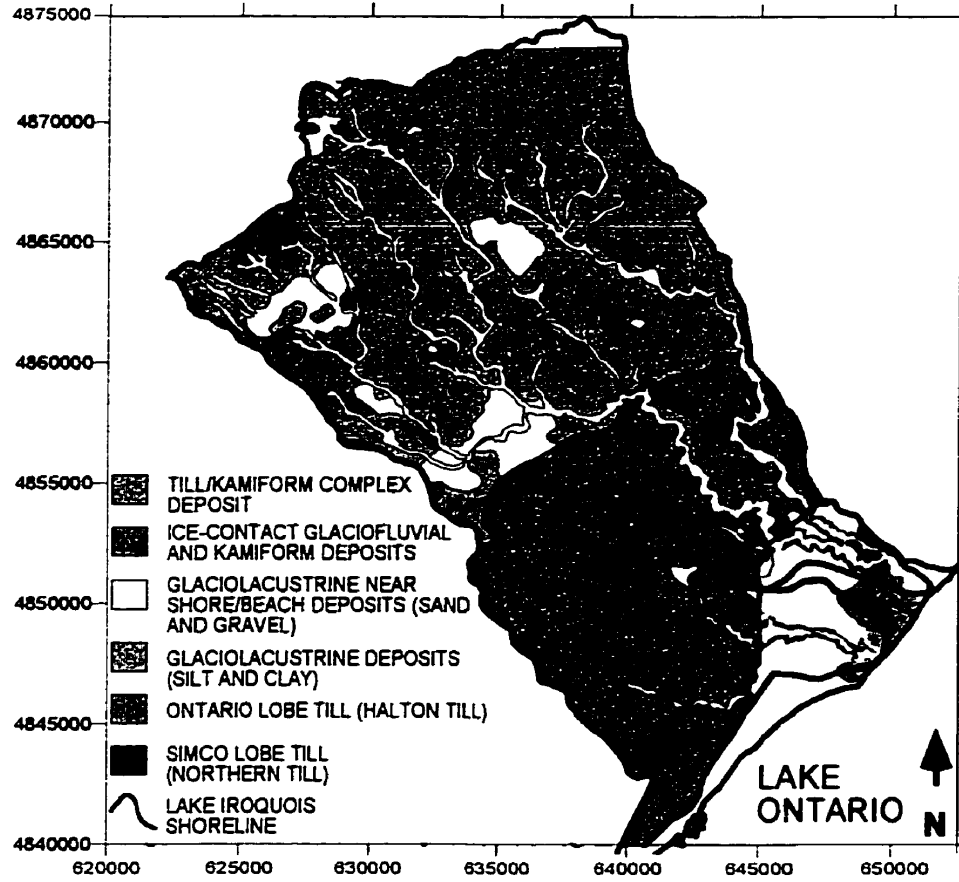 4875000
4870000
4865000
4860000
4855000
4850000
4845000
4840000
TILL/KAMIFORM COMPLEX
DEPOSIT
ICE-CONTACT GLACIOFLUVIAL
AND KAMIFORM DEPOSITS
GLACIOLACUSTRINE NEAR
SHORE/BEACH DEPOSITS (SAND
AND GRAVEL)
GLACIOLACUSTRINE DEPOSITS
(SILT AND CLAY)
ONTARIO LOBE TILL (HALTON TILL)
SIMCO LOBE TILL
(NORTHERN TILL)
LAKE IROQUOIS
SHORELINE
LAKE
ONTARIO
N
620000 625000 630000 635000 640000 645000 650000